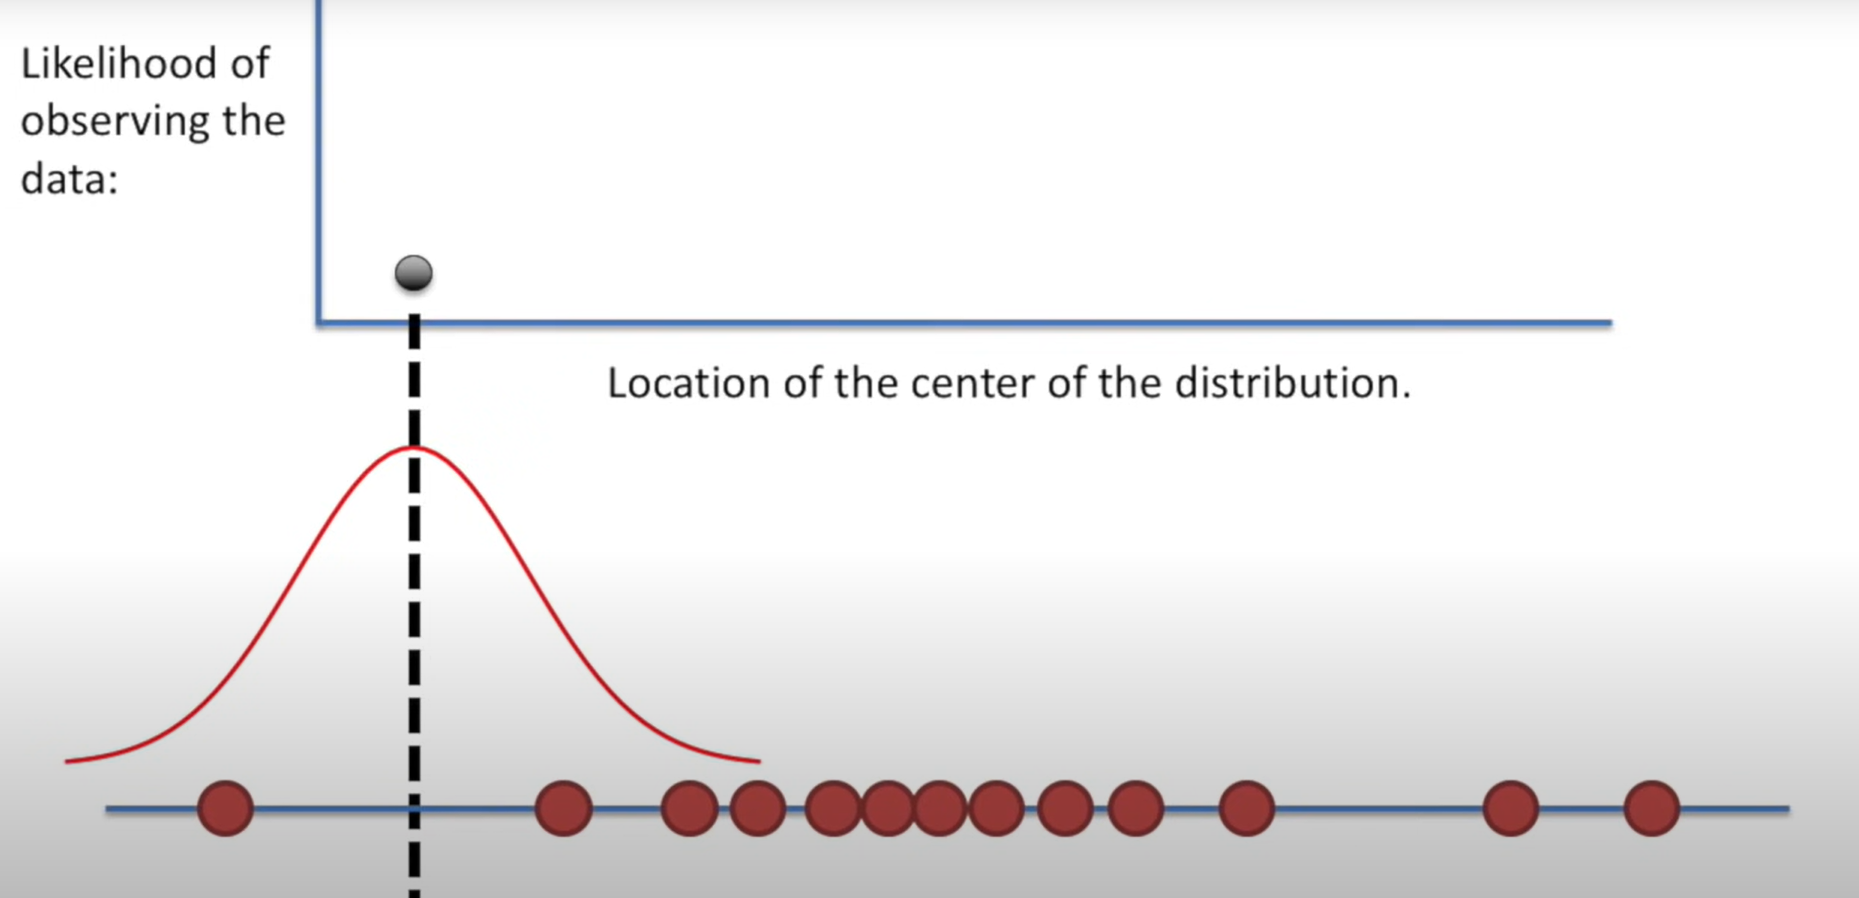 Likelihood of
observing the
data:
Location of the center of the distribution.